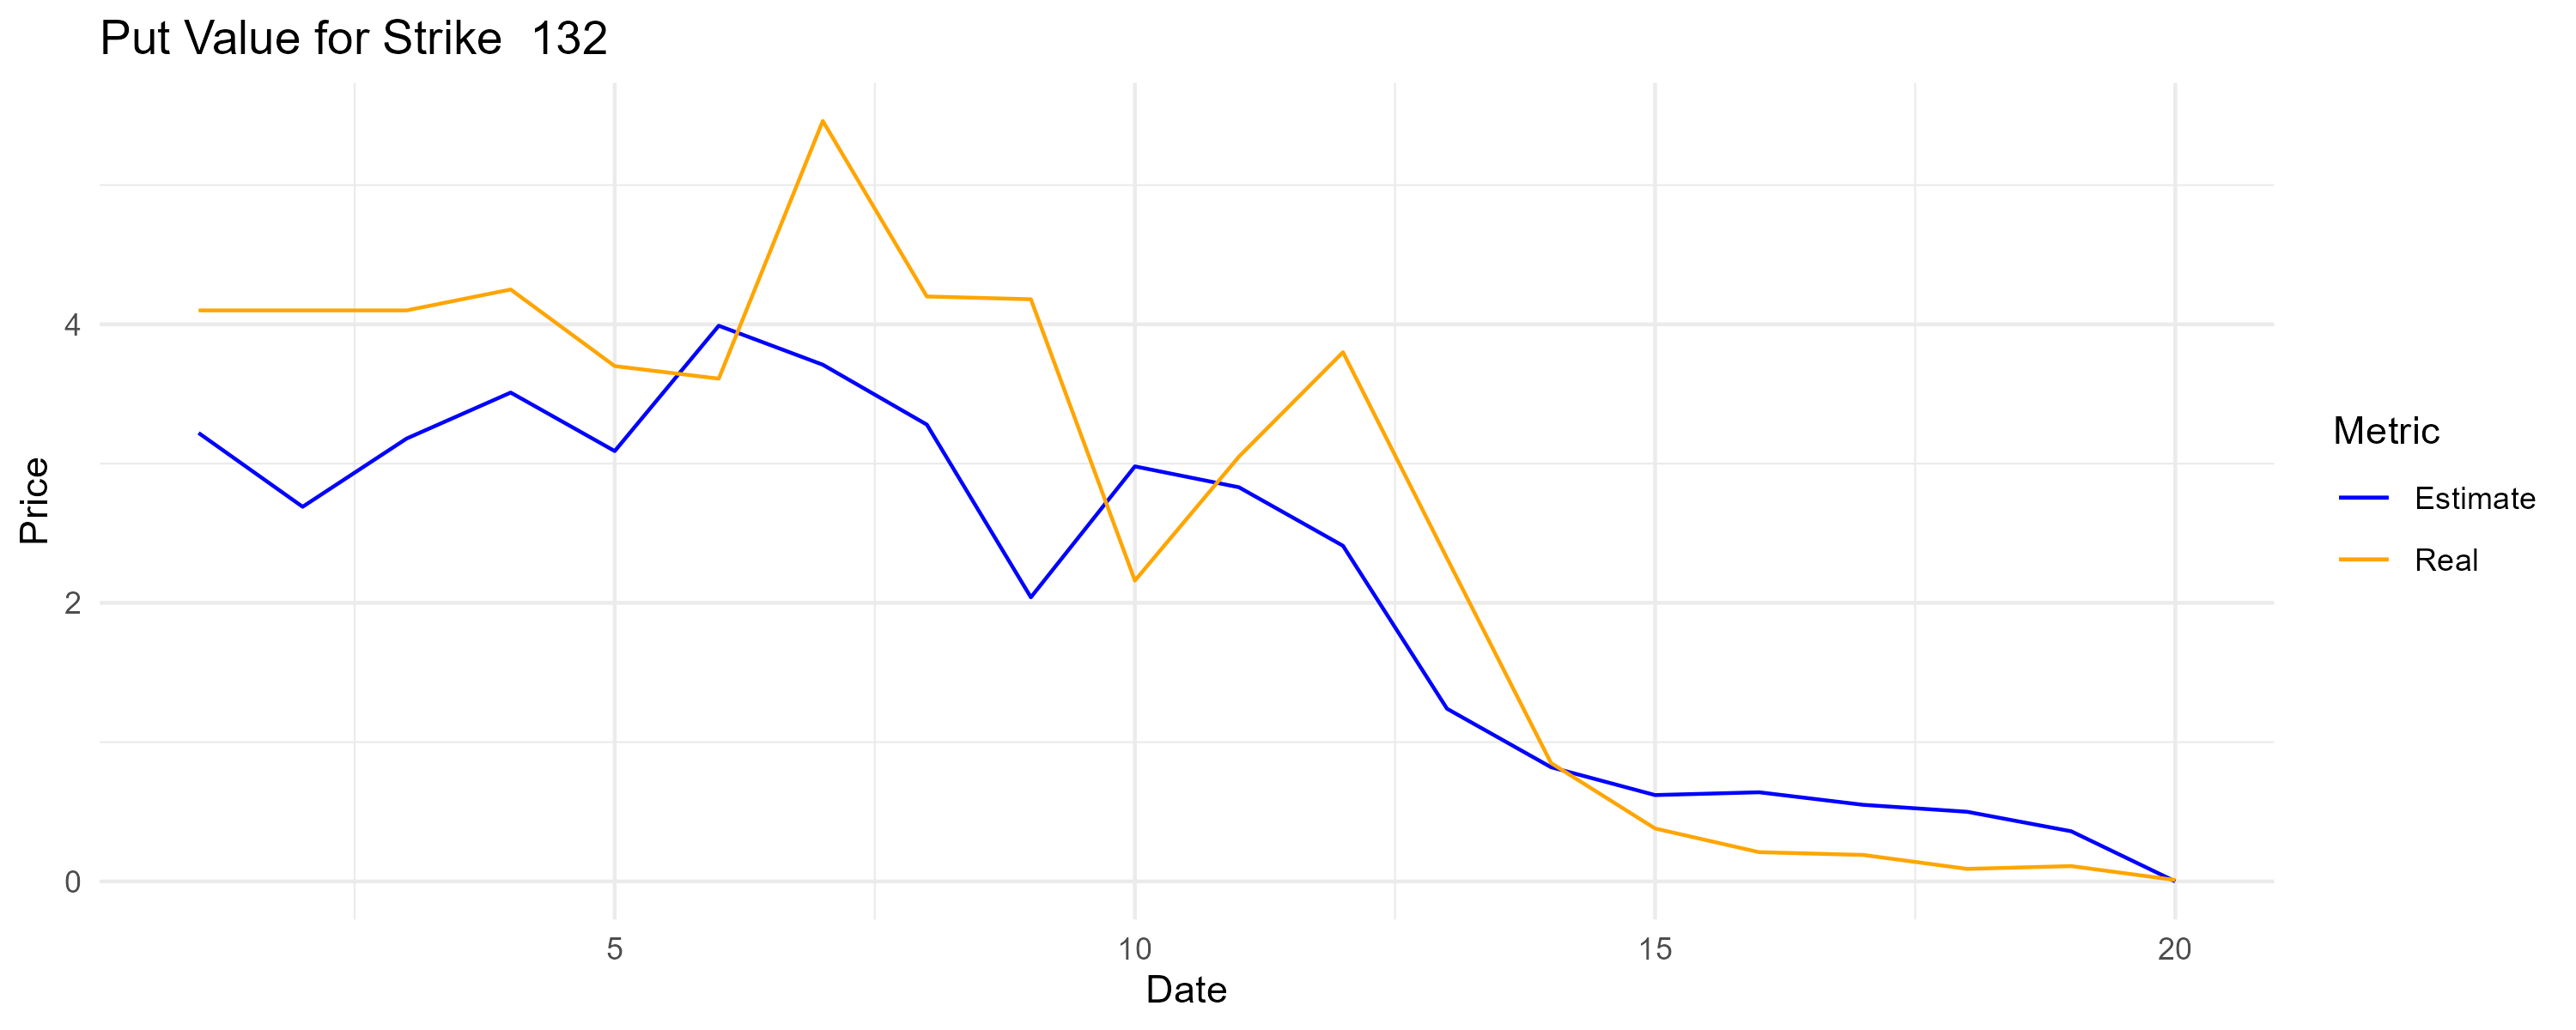 Put Value for Strike  132
Price
4
2
0
5
10
15
20
Date
Metric
Estimate
Real